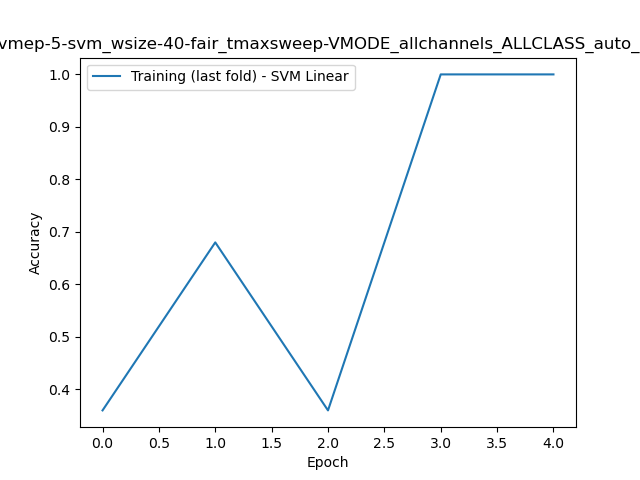 vmep-5-svm_wsize-40-fair_tmaxsweep-VMODE_allchannels_ALLCLASS_auto_
Training (last fold) - SVM Linear
1.0
0.9
0.8
0.7
0.6
0.5
0.4
Accuracy
0.0 0.5 1.0 1.5 2.0 2.5 3.0 3.5 4.0
Epoch